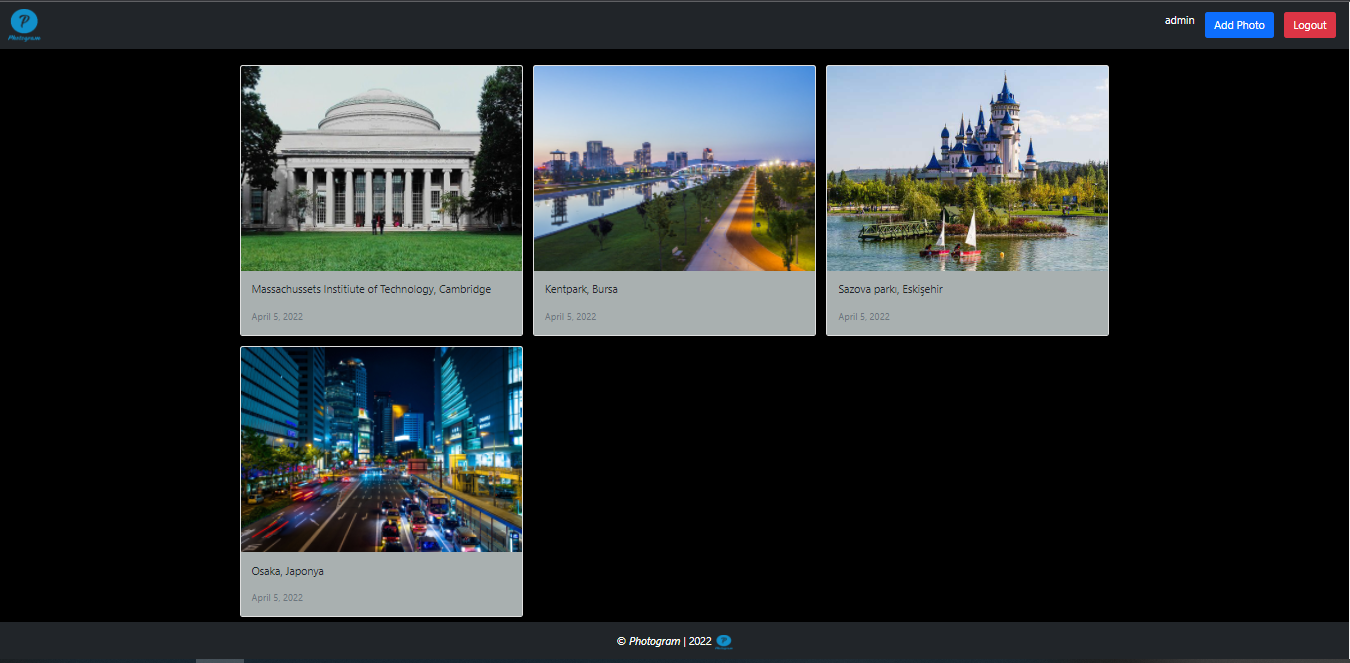 P
Photogram
admin
Add Photo
Logout
Massachussets Institiute of Technology, Cambridge
April 5, 2022
Kentpark, Bursa
April 5, 2022
Sazova parkı, Eskişehir
April 5, 2022
Osaka, Japonya
April 5, 2022
© Photogram | 2022 P